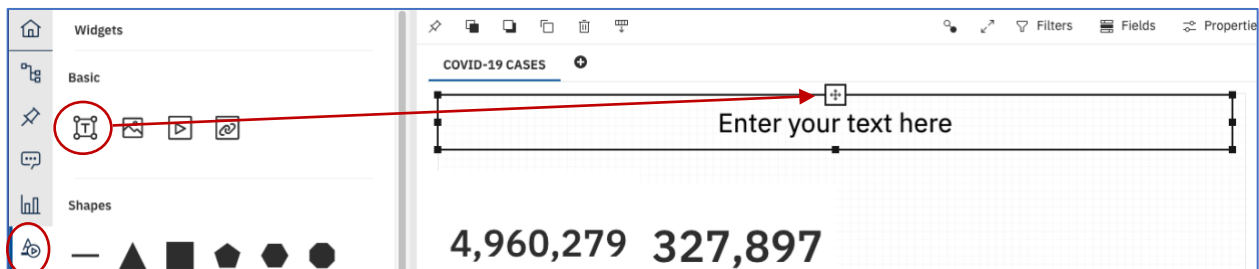 Widgets
Filters
Fields
Propertie
Basic
COVID-19 CASES
Enter your text here
Shapes
4,960,279
327,897